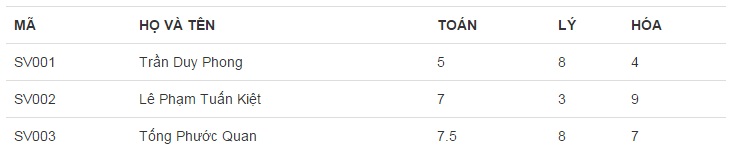 MÃ HỌ VÀ TÊN TOÁN LÝ HÓA
SV001 Trần Duy Phong 5 8 4
SV002 Lê Phạm Tuấn Kiệt 7 3 9
SV003 Tống Phước Quan 7.5 8 7